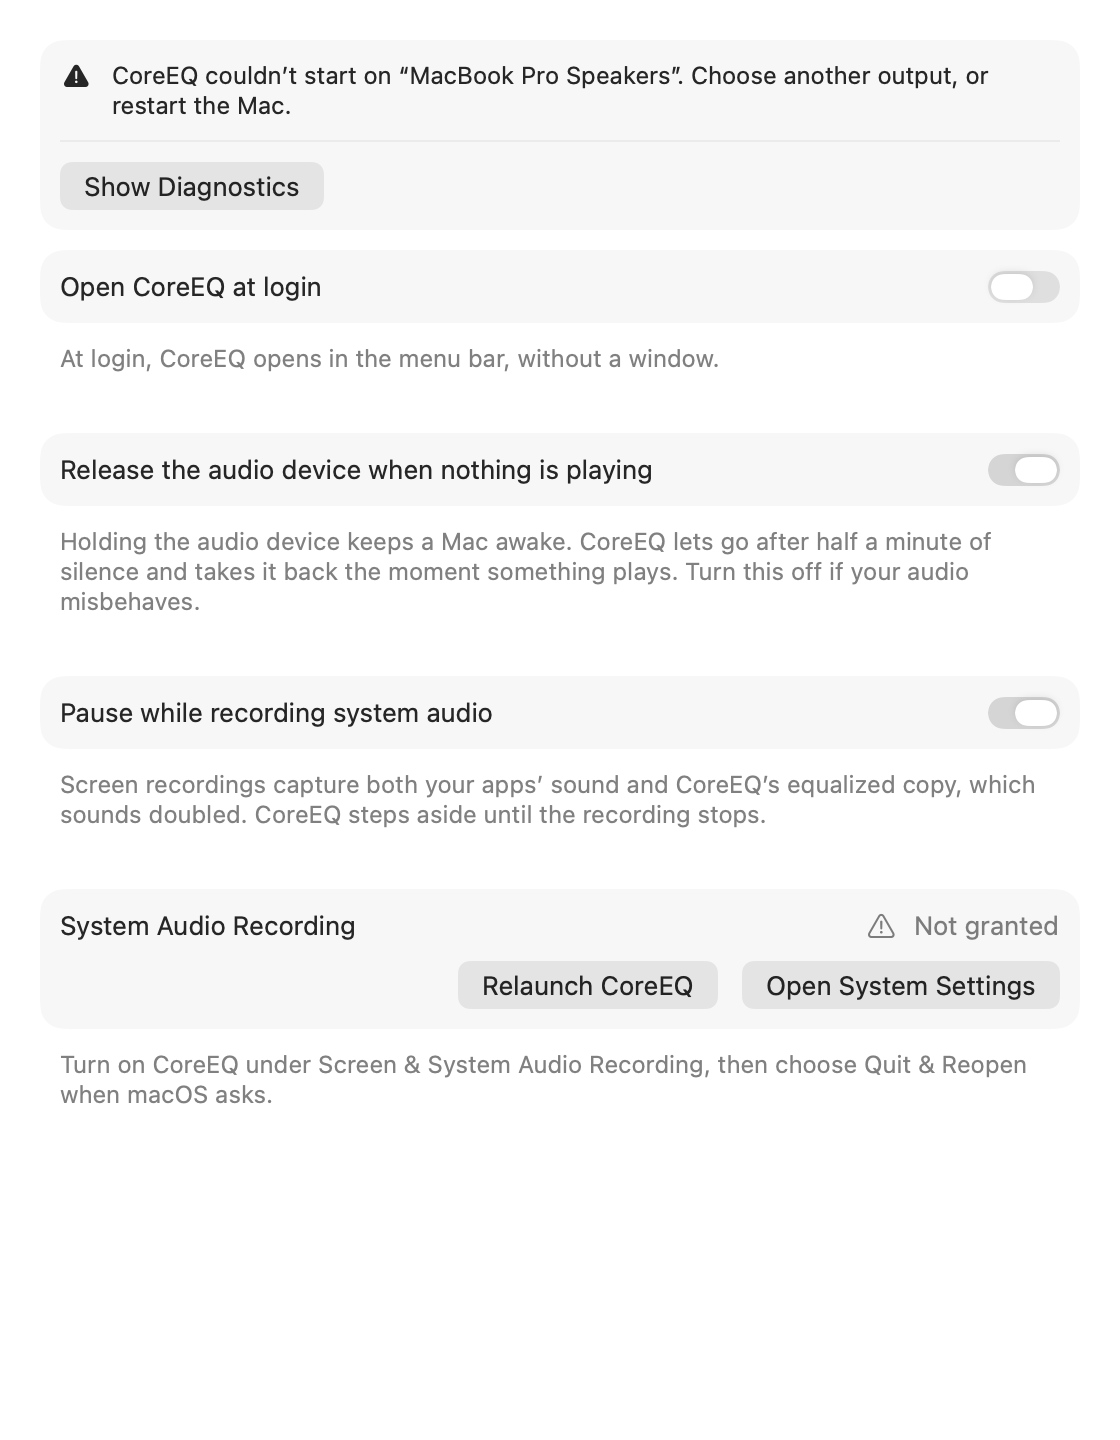 CoreEQ couldn’t start on “MacBook Pro Speakers”. Choose another output, or
restart the Mac.
Show Diagnostics
Open CoreEQ at login
At login, CoreEQ opens in the menu bar, without a window.
Release the audio device when nothing is playing
Holding the audio device keeps a Mac awake. CoreEQ lets go after half a minute of
silence and takes it back the moment something plays. Turn this off if your audio
misbehaves.
Pause while recording system audio
Screen recordings capture both your apps’ sound and CoreEQ’s equalized copy, which
sounds doubled. CoreEQ steps aside until the recording stops.
System Audio Recording
Not granted
Relaunch CoreEQ
Open System Settings
Turn on CoreEQ under Screen & System Audio Recording, then choose Quit & Reopen
when macOS asks.